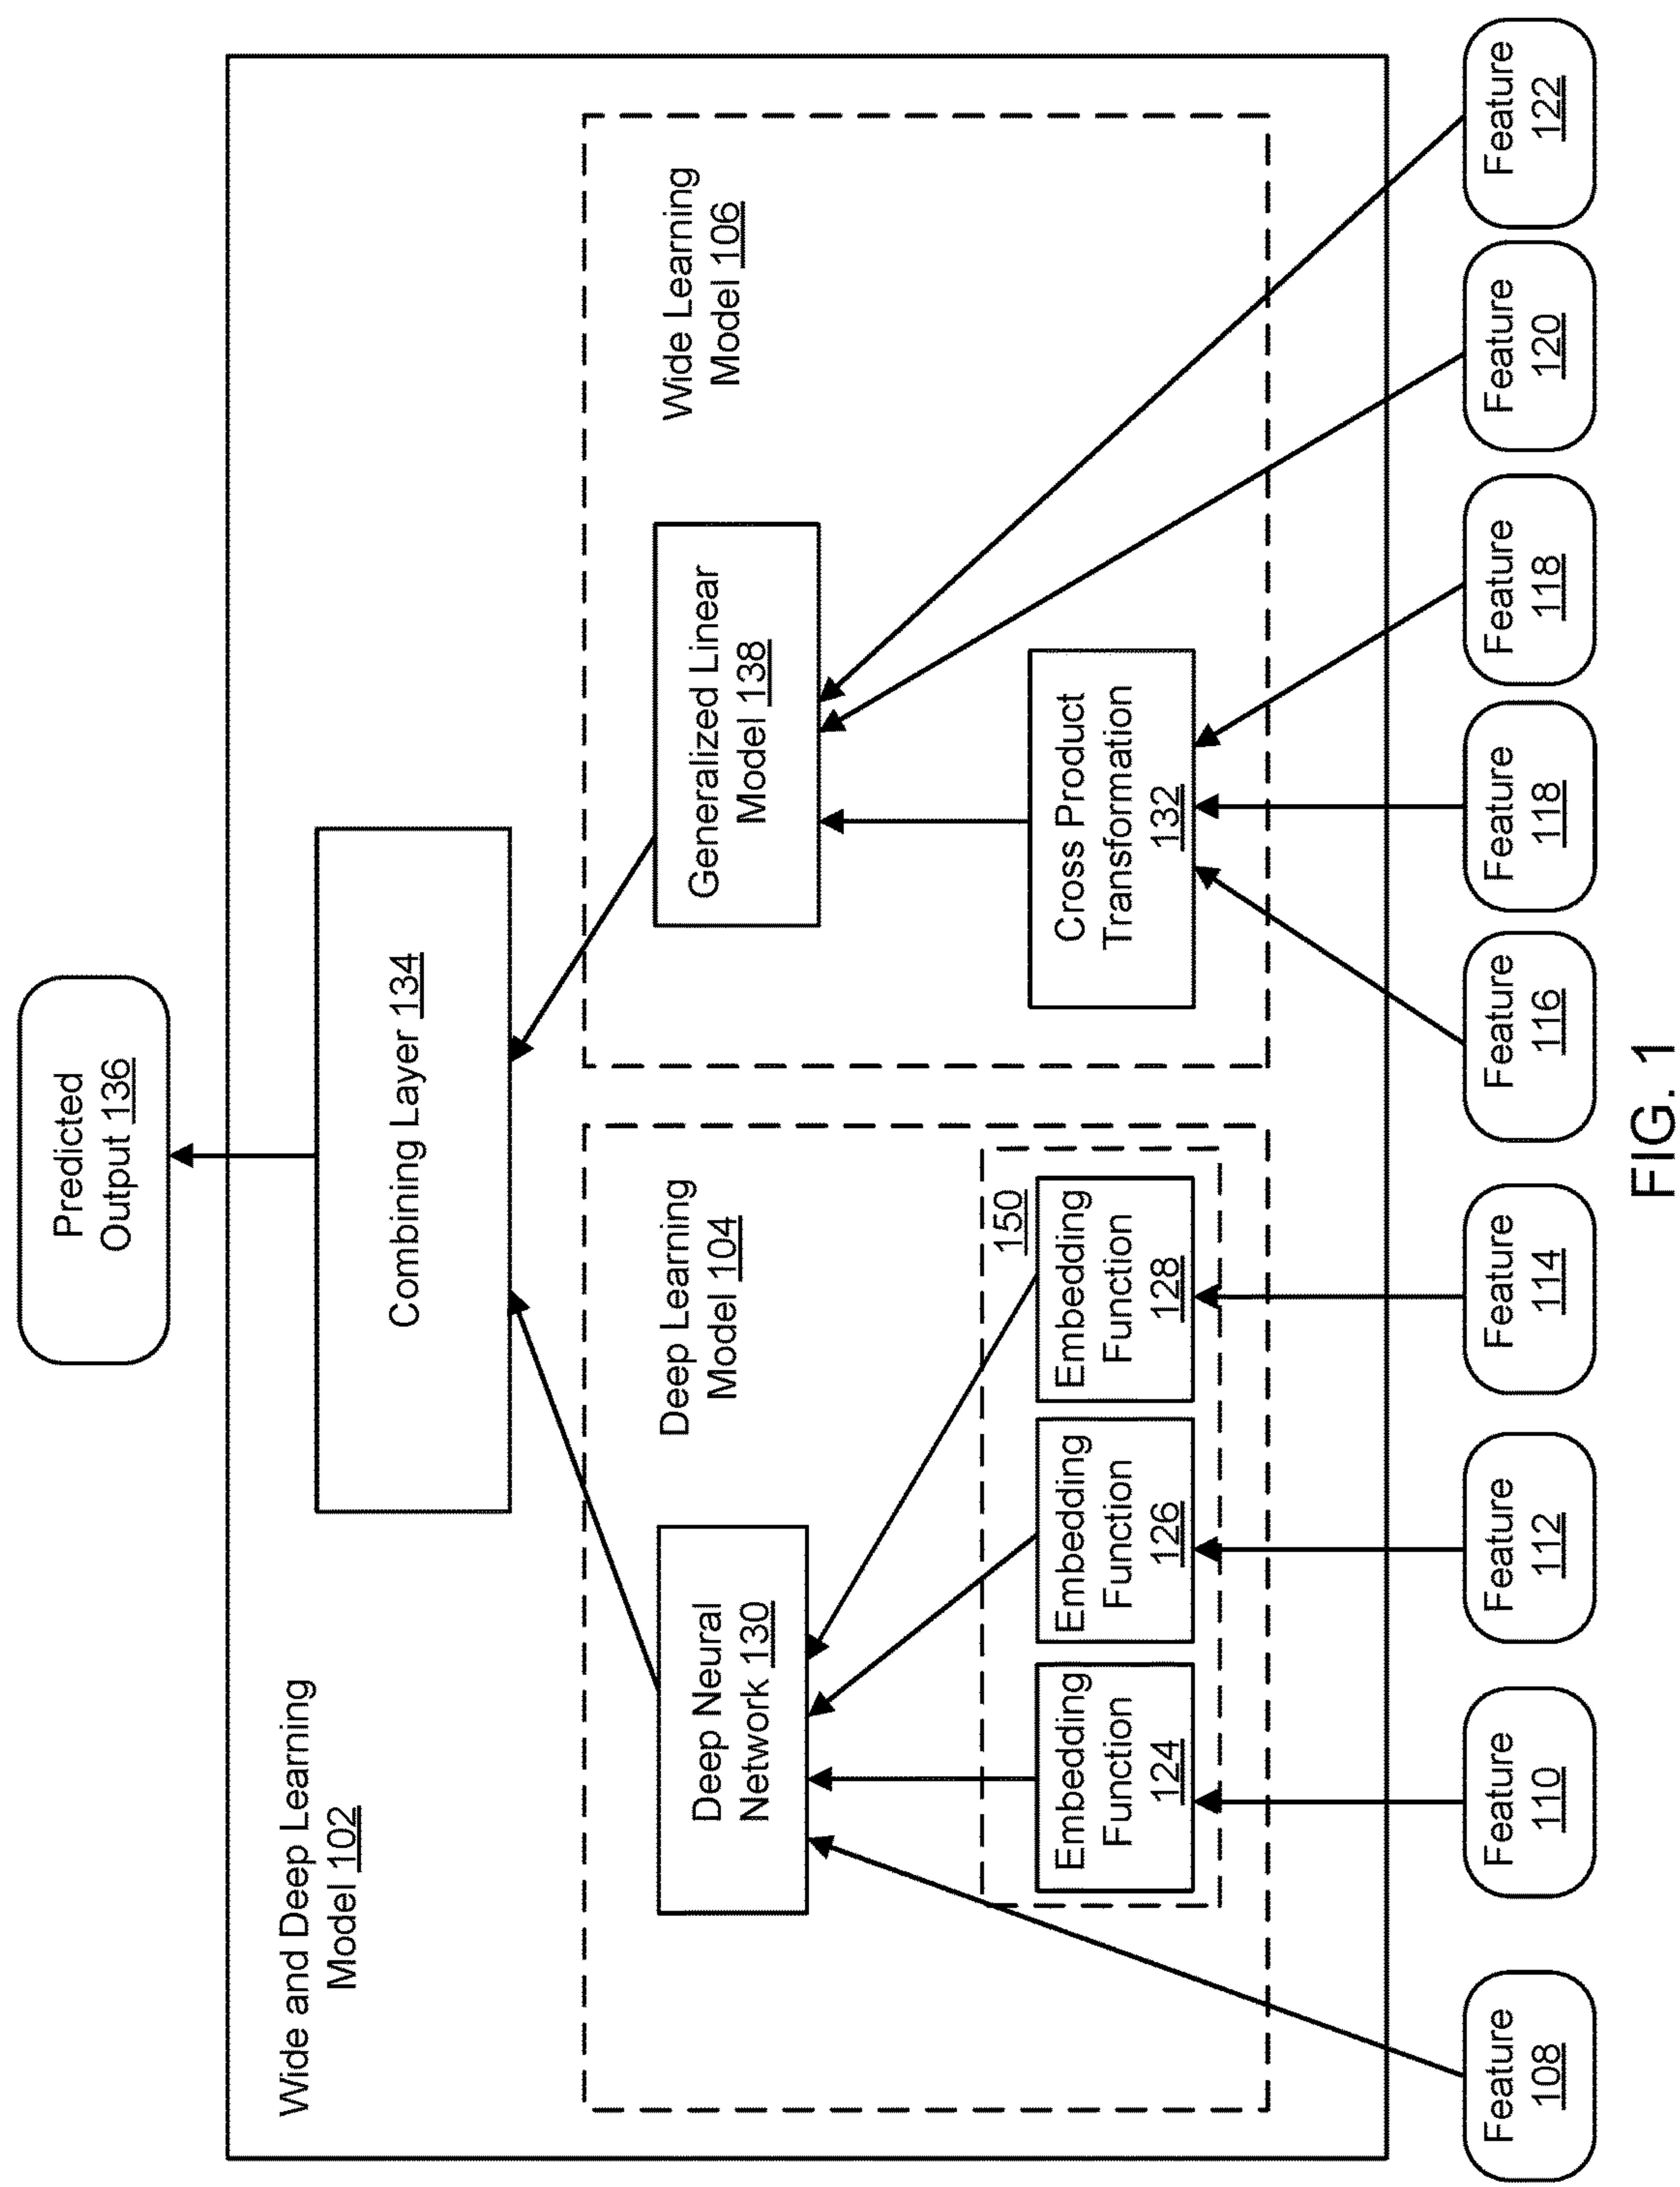 Predicted
Output 136
Wide and Deep Learning
Model 102
Combining Layer 134
Deep Learning
Model 104
Wide Learning
Model 106
Deep Neural
Network 130
Generalized Linear
Model 138
150
Embedding
Function
124
Embedding
Function
126
Embedding
Function
128
Cross Product
Transformation
132
Feature
108
Feature
110
Feature
112
Feature
114
Feature
116
Feature
118
Feature
118
Feature
120
Feature
122
FIG. 1